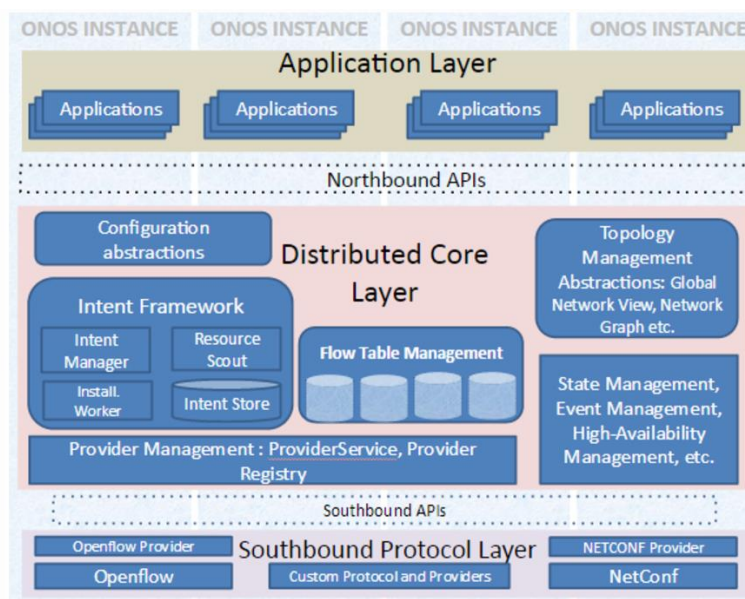 ONOS INSTANCE
ONOS INSTANCE
ONOS INSTANCE
ONOS INSTANCE
Application Layer
Applications
Applications
Applications
Applications
Northbound APIs
Configuration
abstractions
Distributed Core
Layer
Topology
Management
Abstractions: Global
Network View, Network
Graph etc.
Intent Framework
Intent
Manager
Resource
Scout
Install.
Worker
Intent Store
Flow Table Management
State Management,
Event Management,
High-Availability
Management, etc.
Provider Management : ProviderService, Provider
Registry
Southbound APIs
Openflow Provider
Southbound Protocol Layer
NETCONF Provider
Openflow
Custom Protocol and Providers
NetConf